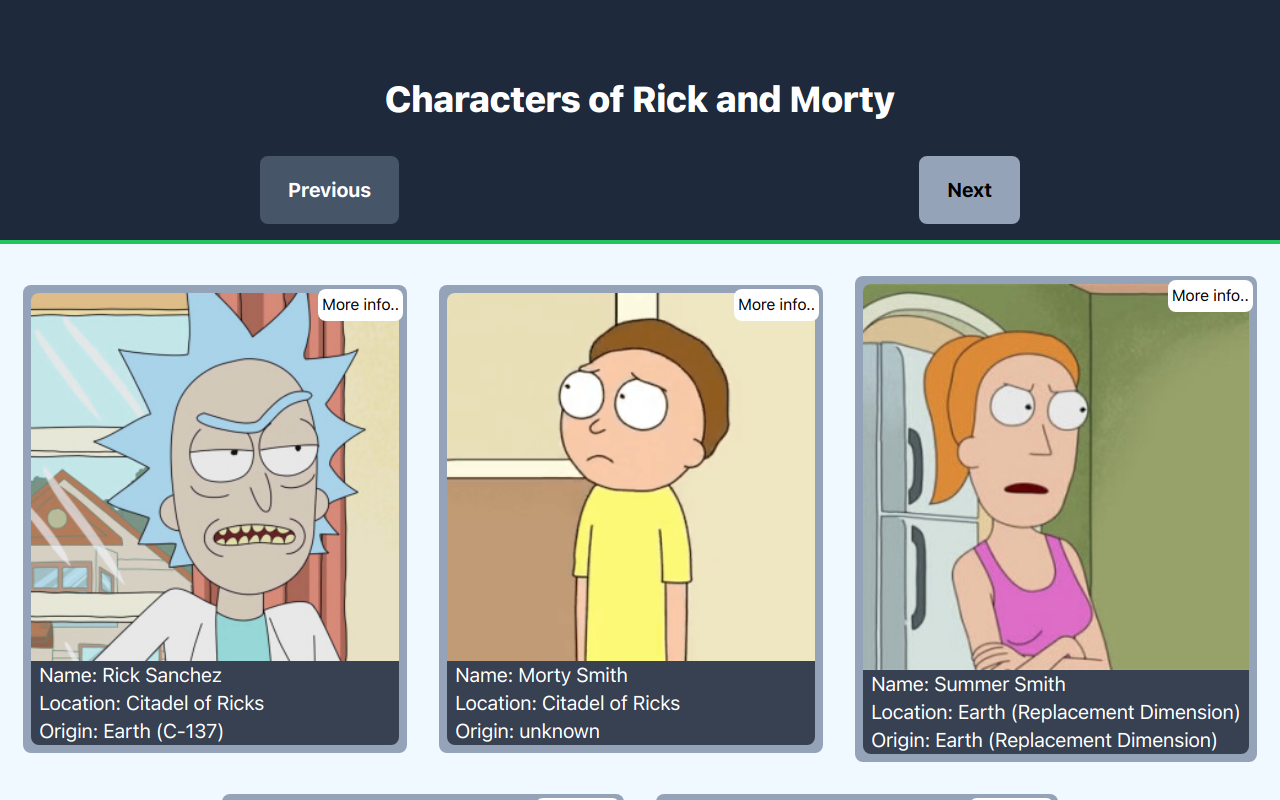 Characters of Rick and Morty
Previous
Next
More info..
Name: Rick Sanchez
Location: Citadel of Ricks
Origin: Earth (C-137)
More info..
Name: Morty Smith
Location: Citadel of Ricks
Origin: unknown
More info..
Name: Summer Smith
Location: Earth (Replacement Dimension)
Origin: Earth (Replacement Dimension)